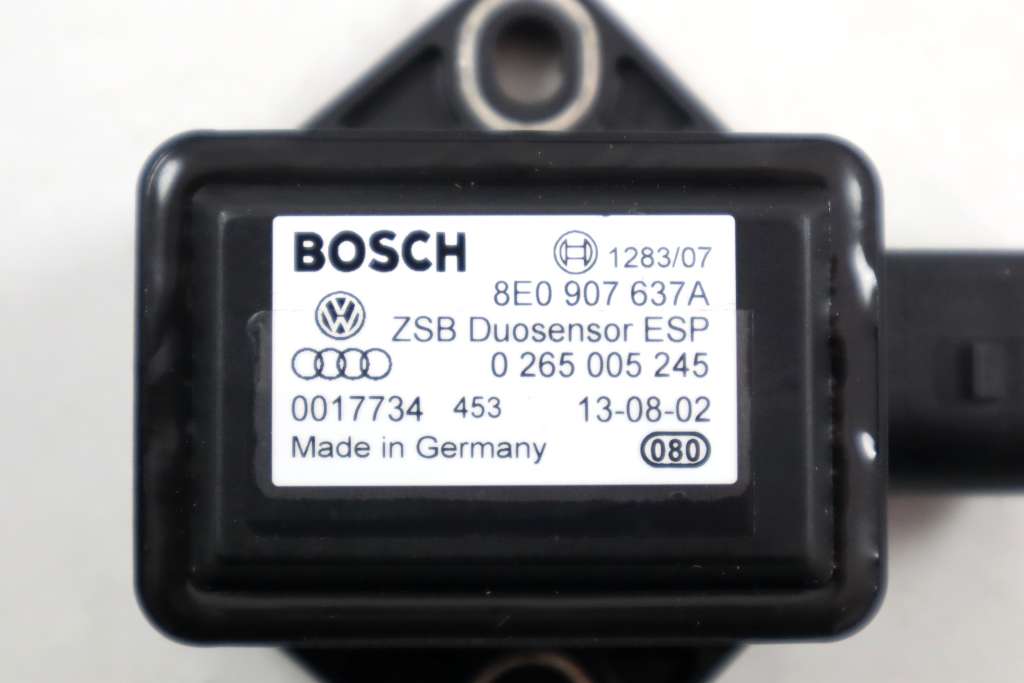 BOSCH 1283/07
8E0 907 637A
ZSB Duosensor ESP
0 265 005 245
0017734 453 13-08-02
Made in Germany 080